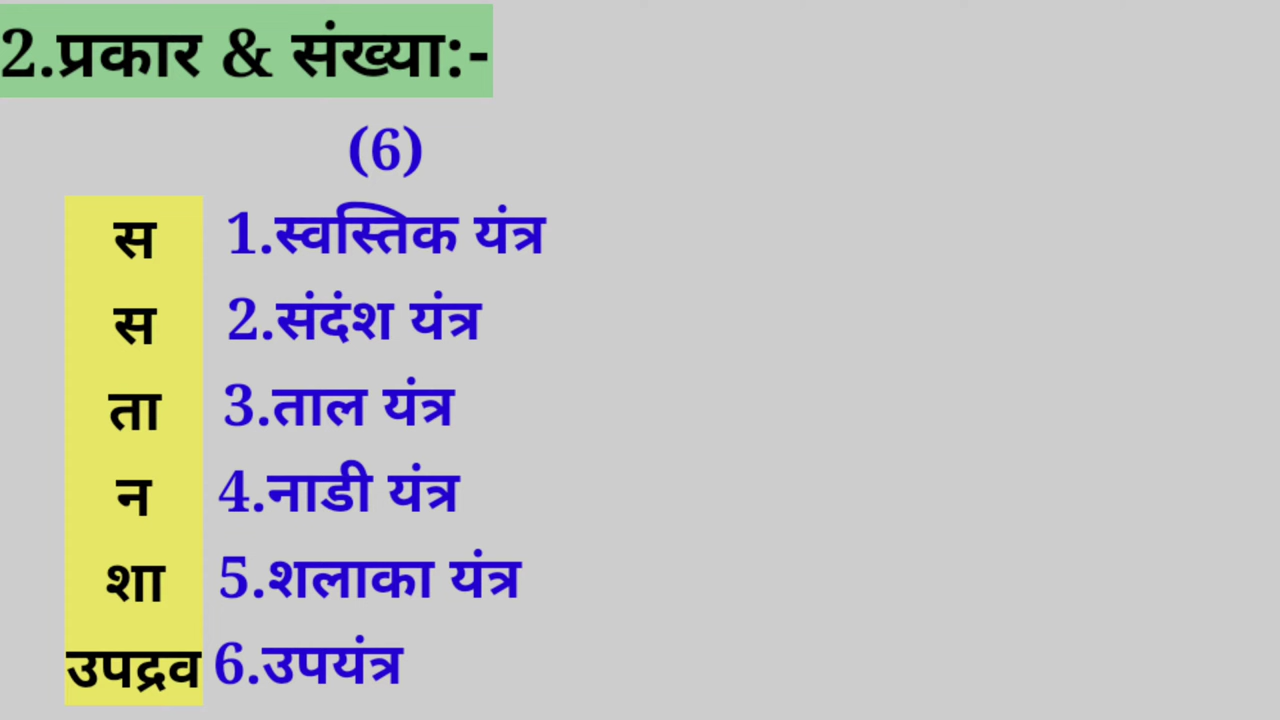 2.प्रकार & संख्या:-
(6)
स 1.स्वस्तिक यंत्र
स 2.संदंश यंत्र
ता 3.ताल यंत्र
न 4.नाडी यंत्र
शा 5.शलाका यंत्र
उपद्रव 6.उपयंत्र